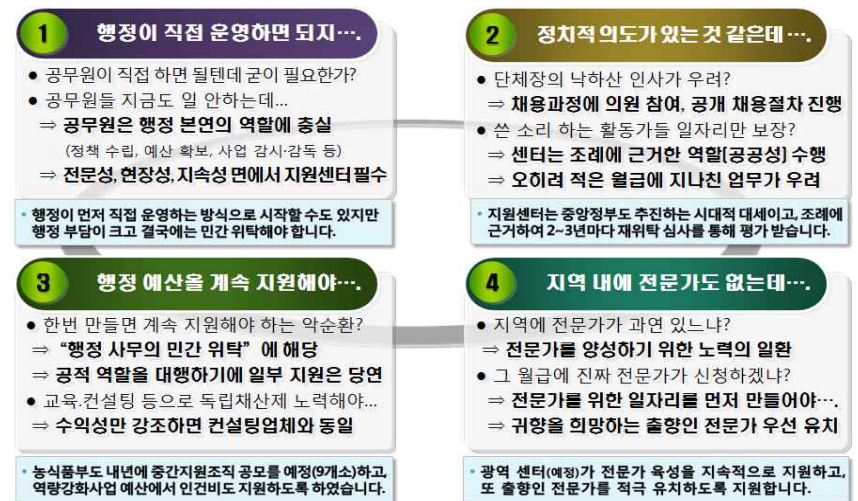 1 행정이 직접 운영하면 되지….
● 공무원이 직접 하면 될텐데 굳이 필요한가?
● 공무원들 지금도 일 안하는데...
⇒ 공무원은 행정 본연의 역할에 충실
(정책 수립, 예산 확보, 사업 감시·감독 등)
⇒ 전문성,현장성,지속성 면에서 지원센터 필수
• 행정이 먼저 직접 운영하는 방식으로 시작할 수도 있지만
행정 부담이 크고 결국에는 민간 위탁해야 합니다.
2 정치적 의도가 있는 것 같은데….
● 단체장의 낙하산 인사가 우려?
⇒ 채용과정에 의원 참여, 공개 채용절차 진행
● 쓴 소리 하는 활동가들 일자리만 보장?
⇒ 센터는 조례에 근거한 역할[공공성] 수행
⇒ 오히려 적은 월급에 지나친 업무가 우려
• 지원센터는 중앙정부도 추진하는 시대적 대세이고, 조례에
근거하여 2~3년마다 재위탁 심사를 통해 평가 받습니다.
3 행정 예산을 계속 지원해야….
● 한번 만들면 계속 지원해야 하는 악순환?
⇒ “행정 사무의 민간 위탁” 에 해당
⇒ 공적 역할을 대행하기에 일부 지원은 당연
● 교육.컨설팅 등으로 독립채산제 노력해야...
⇒ 수익성만 강조하면 컨설팅업체와 동일
• 농식품부도 내년에 중간지원조직 공모를 예정(9개소)하고,
역량강화사업 예산에서 인건비도 지원하도록 하였습니다.
4 지역 내에 전문가도 없는데….
● 지역에 전문가가 과연 있느냐?
⇒ 전문가를 양성하기 위한 노력의 일환
● 그 월급에 진짜 전문가가 신청하겠냐?
⇒ 전문가를 위한 일자리를 먼저 만들어야….
⇒ 귀향을 희망하는 출향인 전문가 우선 유치
• 광역 센터(예정)가 전문가 육성을 지속적으로 지원하고,
또 출향인 전문가를 적극 유치하도록 지원합니다.